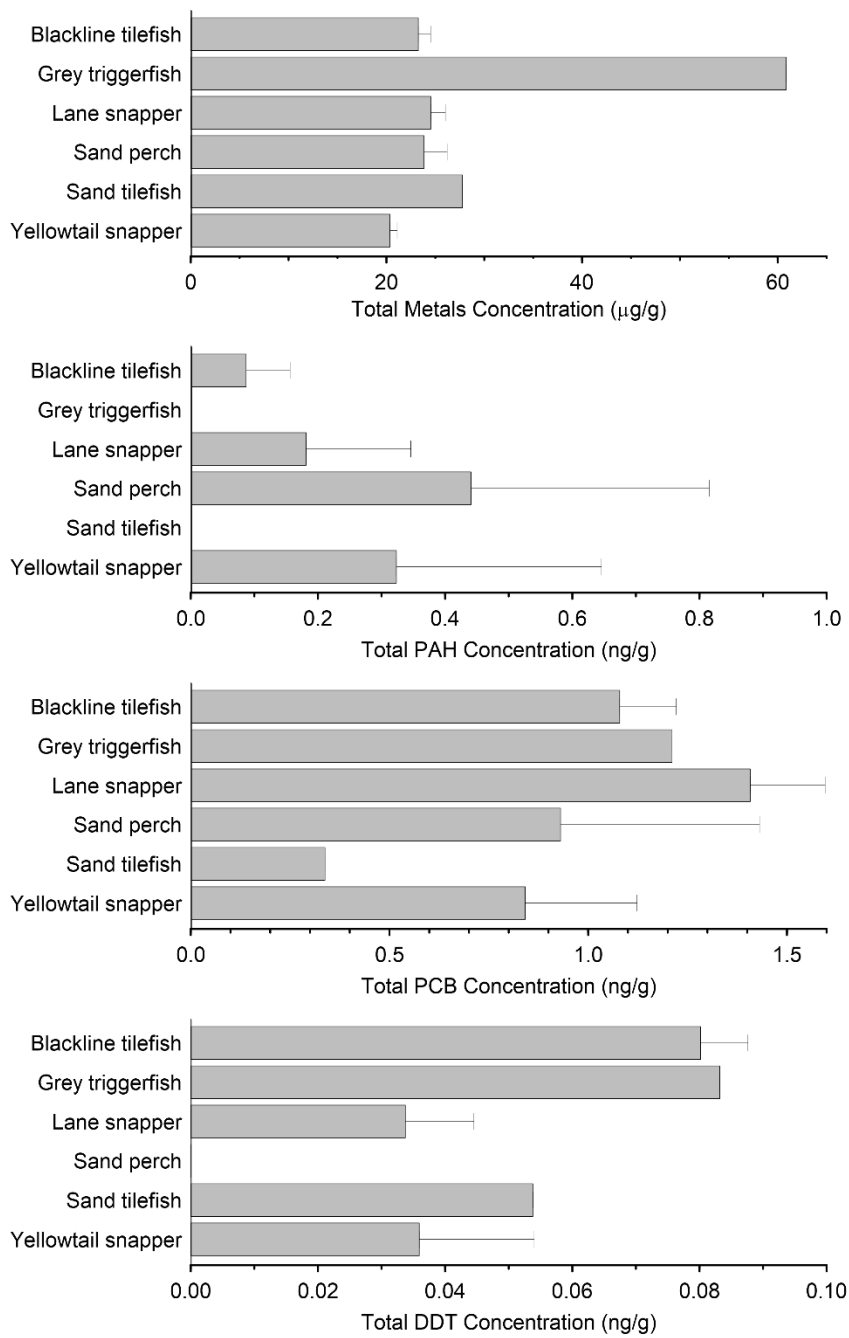 Blackline tilefish
Grey triggerfish
Lane snapper
Sand perch
Sand tilefish
Yellowtail snapper
0 20 40 60
Total Metals Concentration (μg/g)
Blackline tilefish
Grey triggerfish
Lane snapper
Sand perch
Sand tilefish
Yellowtail snapper
0.0 0.2 0.4 0.6 0.8 1.0
Total PAH Concentration (ng/g)
Blackline tilefish
Grey triggerfish
Lane snapper
Sand perch
Sand tilefish
Yellowtail snapper
0.0 0.5 1.0 1.5
Total PCB Concentration (ng/g)
Blackline tilefish
Grey triggerfish
Lane snapper
Sand perch
Sand tilefish
Yellowtail snapper
0.00 0.02 0.04 0.06 0.08 0.10
Total DDT Concentration (ng/g)